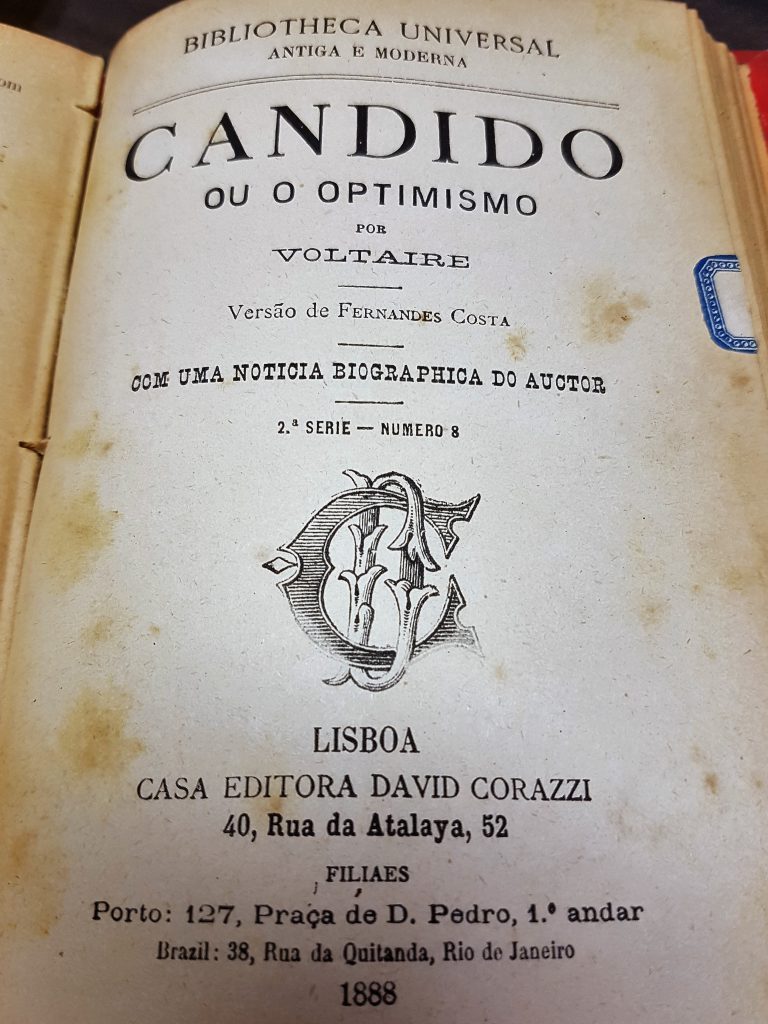 BIBLIOTHECA UNIVERSAL
ANTIGA E MODERNA
CANDIDO
OU O OPTIMISMO
POR
VOLTAIRE
Versão de FERNANDES COSTA
COM UMA NOTICIA BIOGRAPHICA DO AUCTOR
2.ª SERIE — NUMERO 8
LISBOA
CASA EDITORA DAVID CORAZZI
40, Rua da Atalaya, 52
FILIAES
Porto: 127, Praça de D. Pedro, 1.º andar
Brazil: 38, Rua da Quitanda, Rio de Janeiro
1888